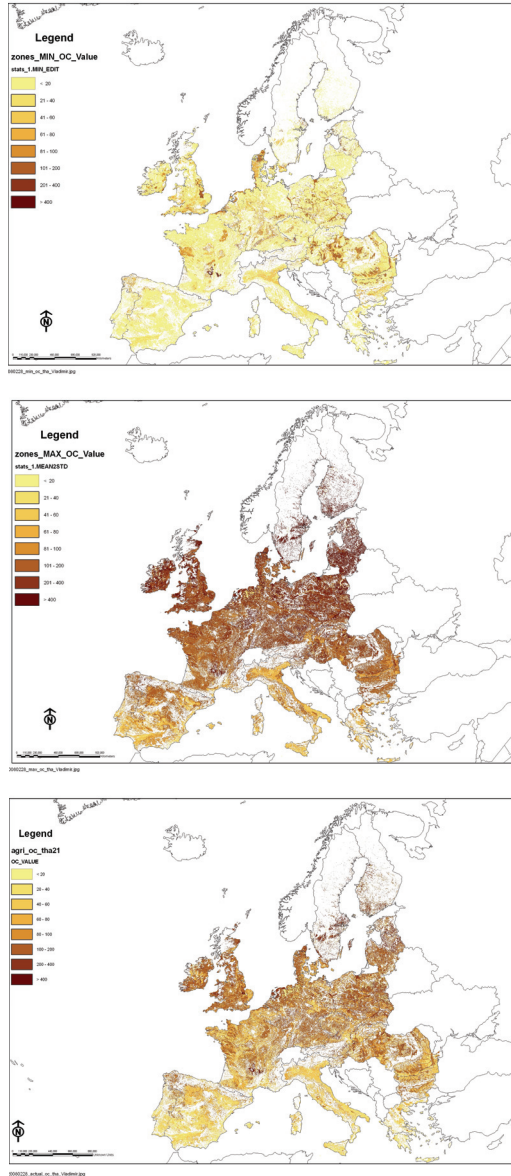 Legend
zones_MIN_OC_Value
stats_1.MIN_EDIT
< 20
21 - 40
41 - 60
61 - 80
81 - 100
101 - 200
201 - 400
> 400
N
Legend
zones_MAX_OC_Value
stats_1.MEAN2STD
< 20
21 - 40
41 - 60
61 - 80
81 - 100
101 - 200
201 - 400
> 400
N
Legend
agri_oc_tha21
OC_VALUE
< 20
20 - 40
40 - 60
60 - 80
80 - 100
100 - 200
200 - 400
> 400
N